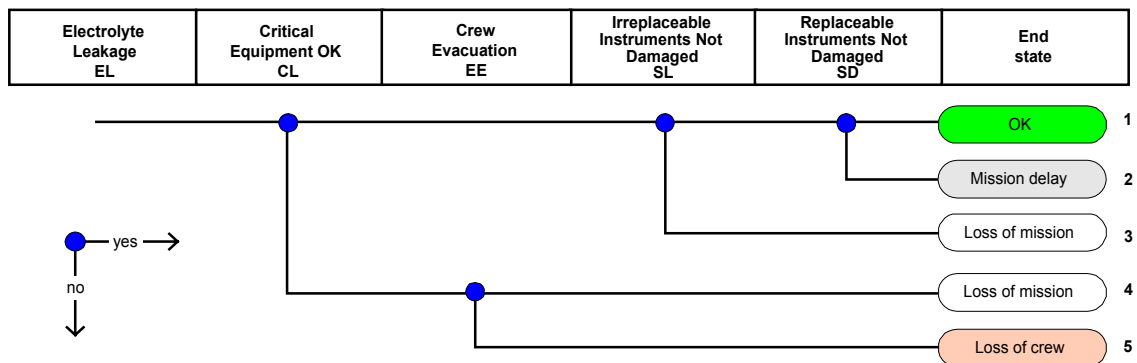 Electrolyte
Leakage
EL
Critical
Equipment OK
CL
Crew
Evacuation
EE
Irreplaceable
Instruments Not
Damaged
SL
Replaceable
Instruments Not
Damaged
SD
End
state
OK
1
Mission delay
2
yes
Loss of mission
3
no
Loss of mission
4
Loss of crew
5